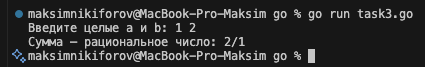 maksimnikiforov@MacBook-Pro-Maksim go % go run task3.go
Введите целые a и b: 1 2
Сумма — рациональное число: 2/1
maksimnikiforov@MacBook-Pro-Maksim go %